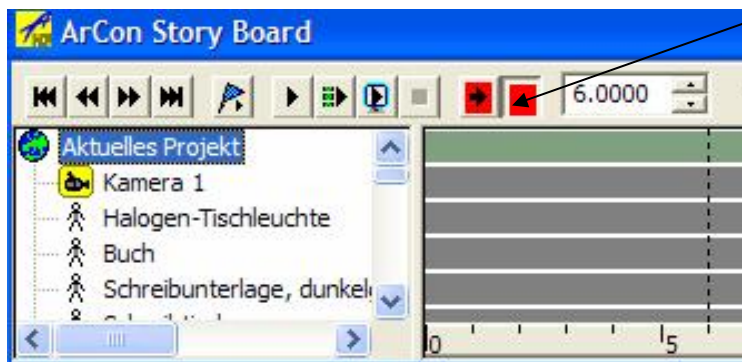 ArCon Story Board
6.0000
Aktuelles Projekt
Kamera 1
Halogen-Tischleuchte
Buch
Schreibunterlage, dunkel
0 5